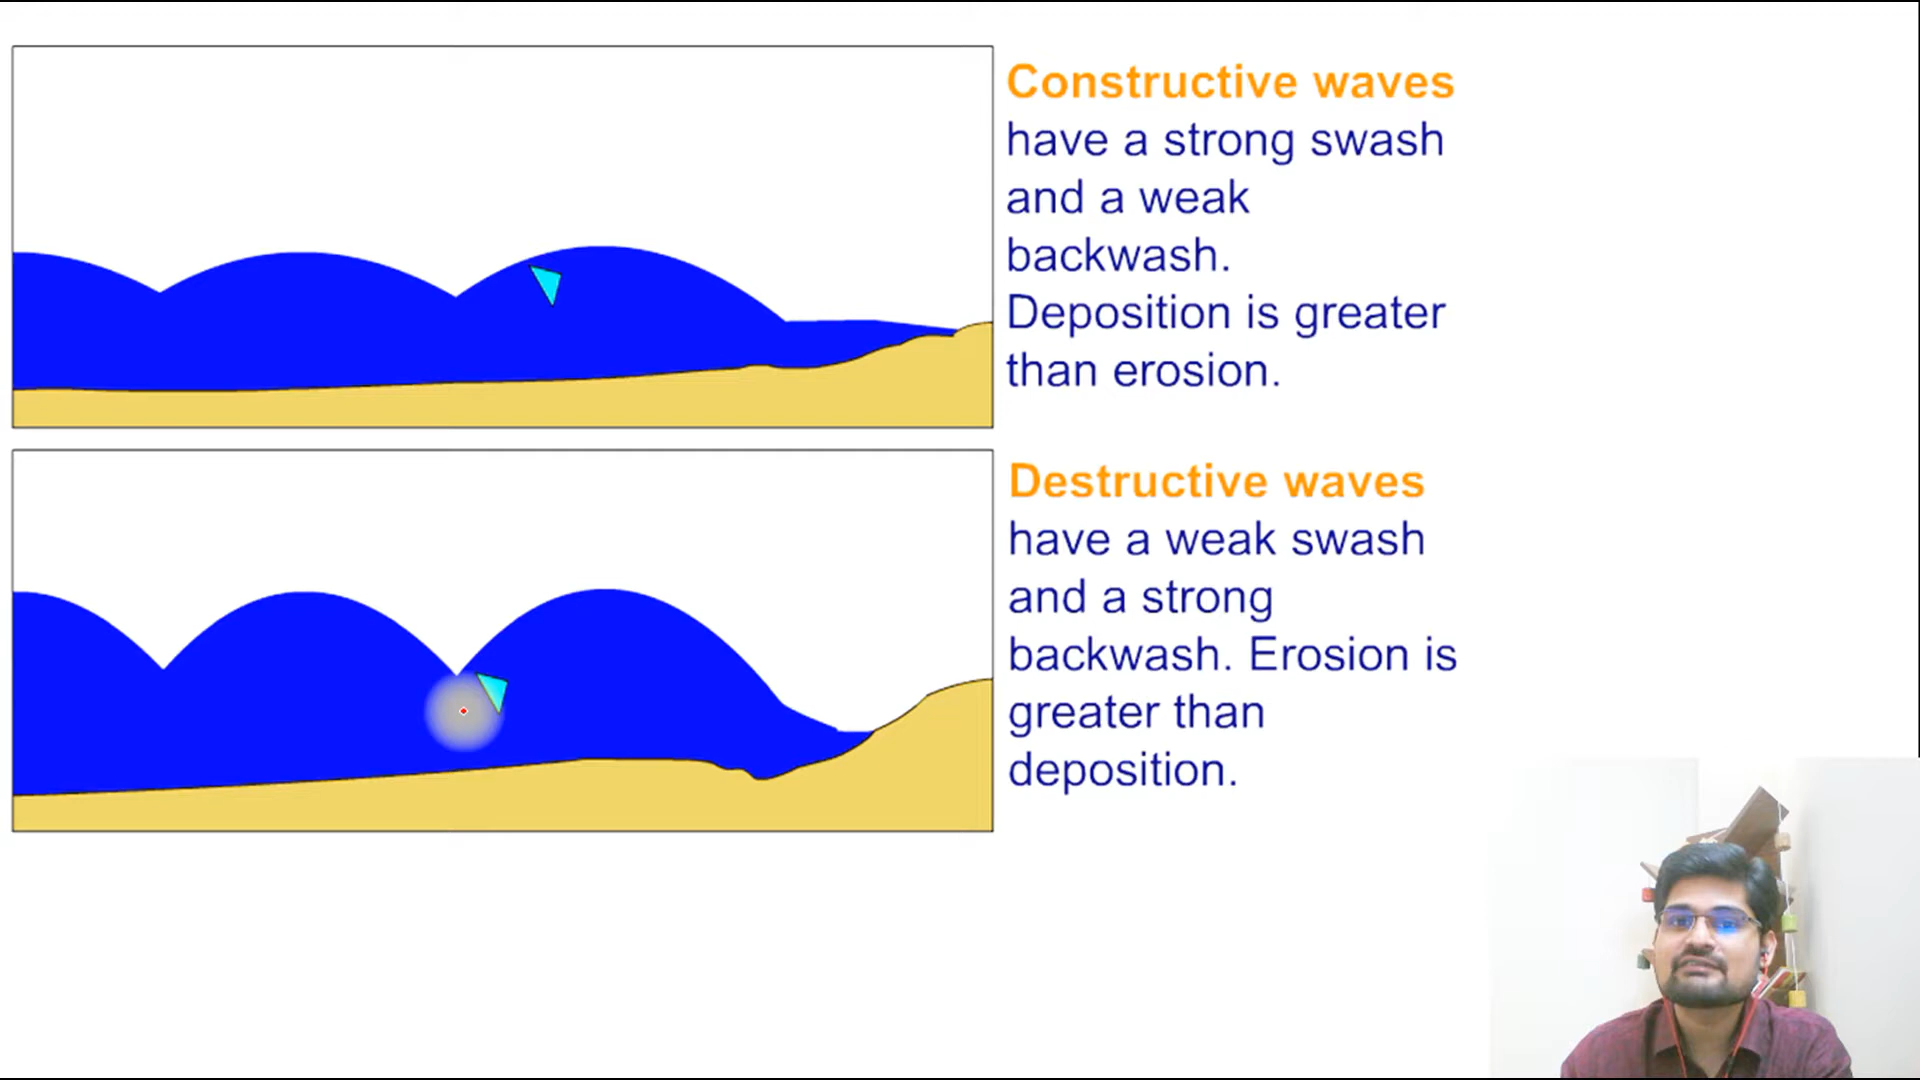 Constructive waves
have a strong swash
and a weak
backwash.
Deposition is greater
than erosion.
Destructive waves
have a weak swash
and a strong
backwash. Erosion is
greater than
deposition.